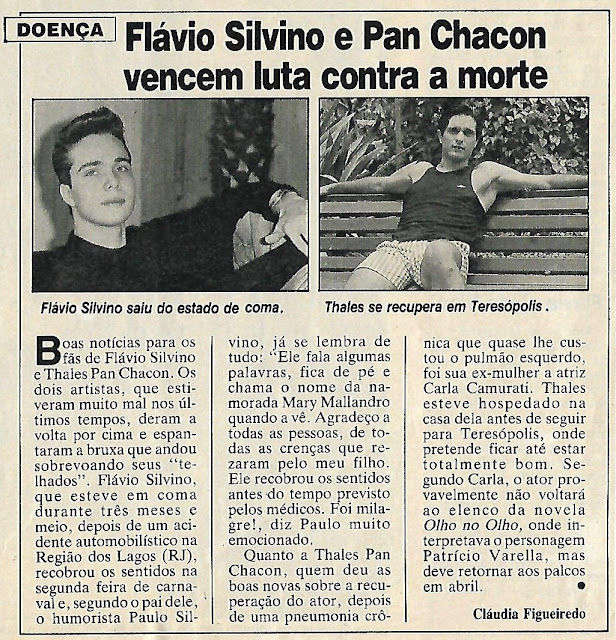 DOENÇA
Flávio Silvino e Pan Chacon
vencem luta contra a morte
Flávio Silvino saiu do estado de coma.
Thales se recupera em Teresópolis.
Boas notícias para os
fãs de Flávio Silvino
e Thales Pan Chacon. Os
dois artistas, que esti-
veram muito mal nos úl-
timos tempos, deram a
volta por cima e espan-
taram a bruxa que andou
sobrevoando seus “te-
lhados”. Flávio Silvino,
que esteve em coma
durante três meses e
meio, depois de um aci-
dente automobilístico na
Região dos Lagos (RJ),
recobrou os sentidos na
segunda feira de carna-
val e, segundo o pai dele,
o humorista Paulo Sil-
vino, já se lembra de
tudo: “Ele fala algumas
palavras, fica de pé e
chama o nome da na-
morada Mary Mallandro
quando a vê. Agradeço a
todas as pessoas, de to-
das as crenças que re-
zaram pelo meu filho.
Ele recobrou os sentidos
antes do tempo previsto
pelos médicos. Foi mila-
gre!, diz Paulo muito
emocionado.
Quanto a Thales Pan
Chacon, quem deu as
boas novas sobre a recu-
peração do ator, depois
de uma pneumonia crô-
nica que quase lhe cus-
tou o pulmão esquerdo,
foi sua ex-mulher a atriz
Carla Camurati. Thales
esteve hospedado na
casa dela antes de seguir
para Teresópolis, onde
pretende ficar até estar
totalmente bom. Se-
gundo Carla, o ator pro-
vavelmente não voltará
ao elenco da novela
Olho no Olho, onde in-
terpretava o personagem
Patrício Varella, mas
deve retornar aos palcos
em abril. ●
Cláudia Figueiredo